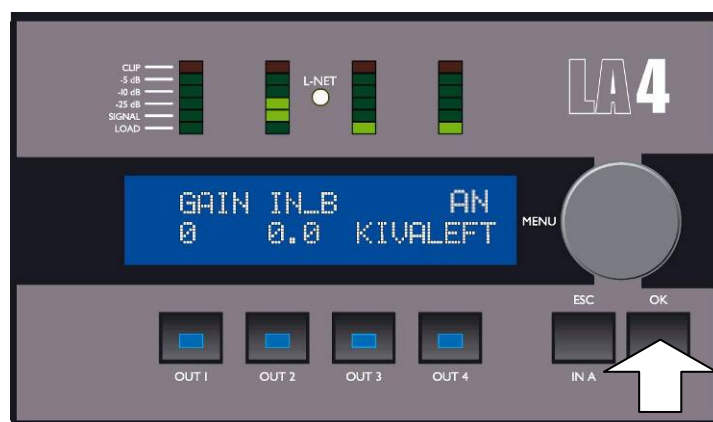 CLIP
-5 dB
-10 dB
-25 dB
SIGNAL
LOAD
L-NET
LA4
GAIN IN_B AN
0 0.0 KIVALEFT
MENU
ESC OK
OUT 1 OUT 2 OUT 3 OUT 4 IN A